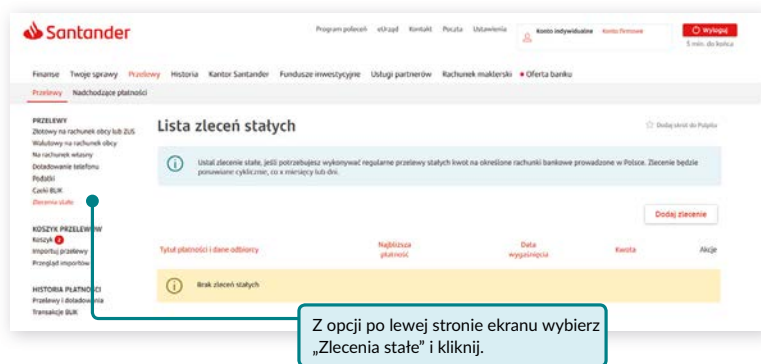 Santander
Program poleceń eUrząd Kontakt Poczta Ustawienia
Konto indywidualne Konto firmowe
Wyloguj
5 min. do końca
Finanse Twoje sprawy Przelewy Historia Kantor Santander Fundusze inwestycyjne Usługi partnerów Rachunek maklerski Oferta banku
Przelewy Nadchodzące płatności
PRZELEWY
Złotowy na rachunek obcy lub ZUS
Walutowy na rachunek obcy
Na rachunek własny
Doładowanie telefonu
Podatki
Czeki BLIK
Zlecenia stałe
KOSZYK PRZELEWÓW
Koszyk 2
Importuj przelewy
Przegląd importów
HISTORIA PŁATNOŚCI
Przelewy i doładowania
Transakcje BLIK
Lista zleceń stałych
Dodaj skrót do Pulpitu
Ustal zlecenie stałe, jeśli potrzebujesz wykonywać regularne przelewy stałych kwot na określone rachunki bankowe prowadzone w Polsce. Zlecenie będzie
ponawiane cyklicznie, co x miesięcy lub dni.
Dodaj zlecenie
Tytuł płatności i dane odbiorcy
Najbliższa
płatność
Data
wygaśnięcia
Kwota
Akcje
Brak zleceń stałych
Z opcji po lewej stronie ekranu wybierz
„Zlecenia stałe” i kliknij.